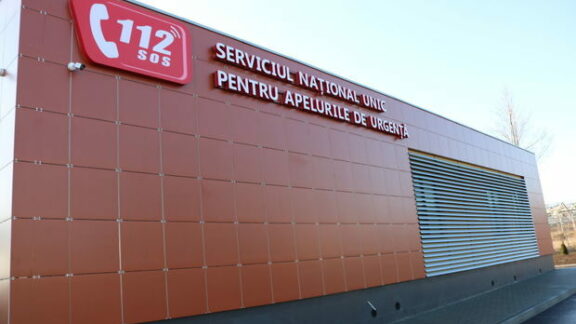 112
SOS
SERVICIUL NAȚIONAL UNIC
PENTRU APELURILE DE URGENȚĂ